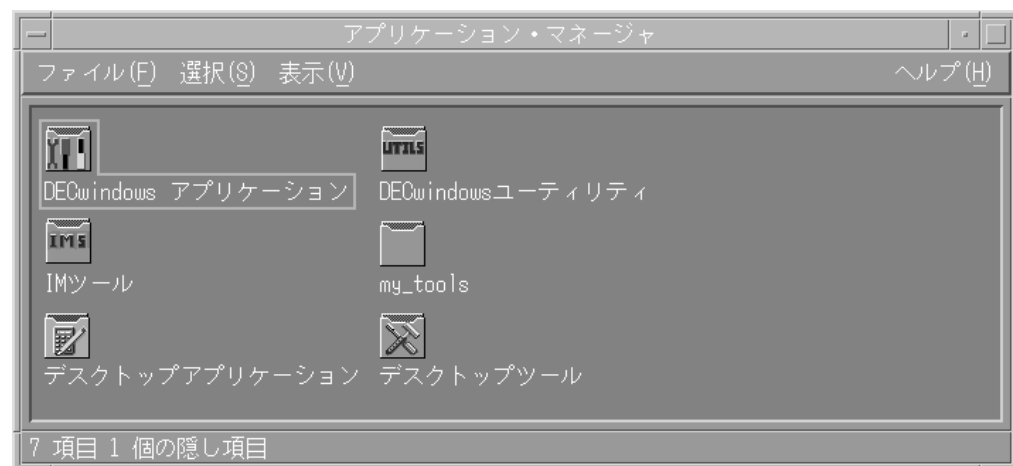 アプリケーション・マネージャ
ファイル(F) 選択(S) 表示(V) ヘルプ(H)
UTILS
DECwindows アプリケーション DECwindowsユーティリティ
IMS
IMツール my_tools
デスクトップアプリケーション デスクトップツール
7 項目 1 個の隠し項目